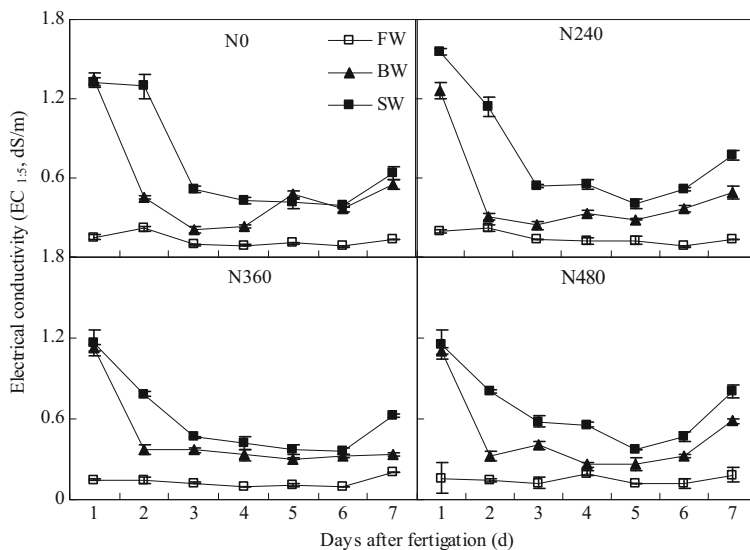 1.8
1.2
0.6
1.8
1.2
0.6
0
Electrical conductivity (EC 1:5, dS/m)
N0
FW
BW
SW
N240
N360
N480
1 2 3 4 5 6 7
1 2 3 4 5 6 7
Days after fertigation (d)